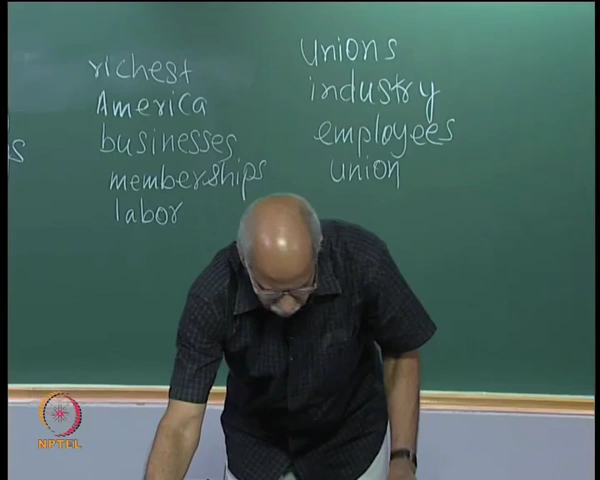 richest
America
businesses
memberships
labor
Unions
industry
employees
union
NPTEL